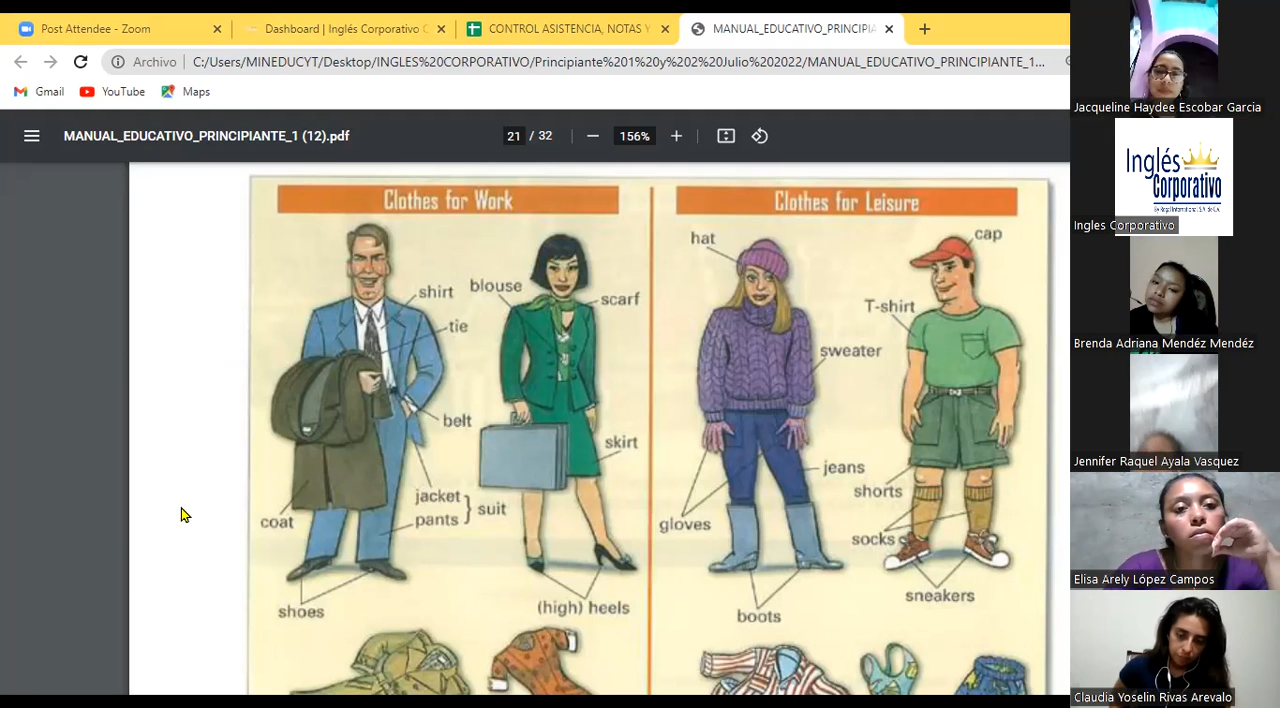 Post Attendee - Zoom
Dashboard | Inglés Corporativo
CONTROL ASISTENCIA, NOTAS Y
MANUAL_EDUCATIVO_PRINCIPIA
Archivo
C:/Users/MINEDUCYT/Desktop/INGLES%20CORPORATIVO/Principiante%201%20y%202%20Julio%202022/MANUAL_EDUCATIVO_PRINCIPIANTE_1...
Gmail
YouTube
Maps
MANUAL_EDUCATIVO_PRINCIPIANTE_1 (12).pdf
21 / 32
156%
Clothes for Work
Clothes for Leisure
shirt
blouse
scarf
tie
belt
skirt
jacket
pants
suit
coat
shoes
(high) heels
hat
cap
T-shirt
sweater
jeans
shorts
gloves
socks
sneakers
boots
Jacqueline Haydee Escobar Garcia
Inglés
Corporativo
Ingles Corporativo
Brenda Adriana Mendéz Mendéz
Jennifer Raquel Ayala Vasquez
Elisa Arely López Campos
Claudia Yoselin Rivas Arevalo